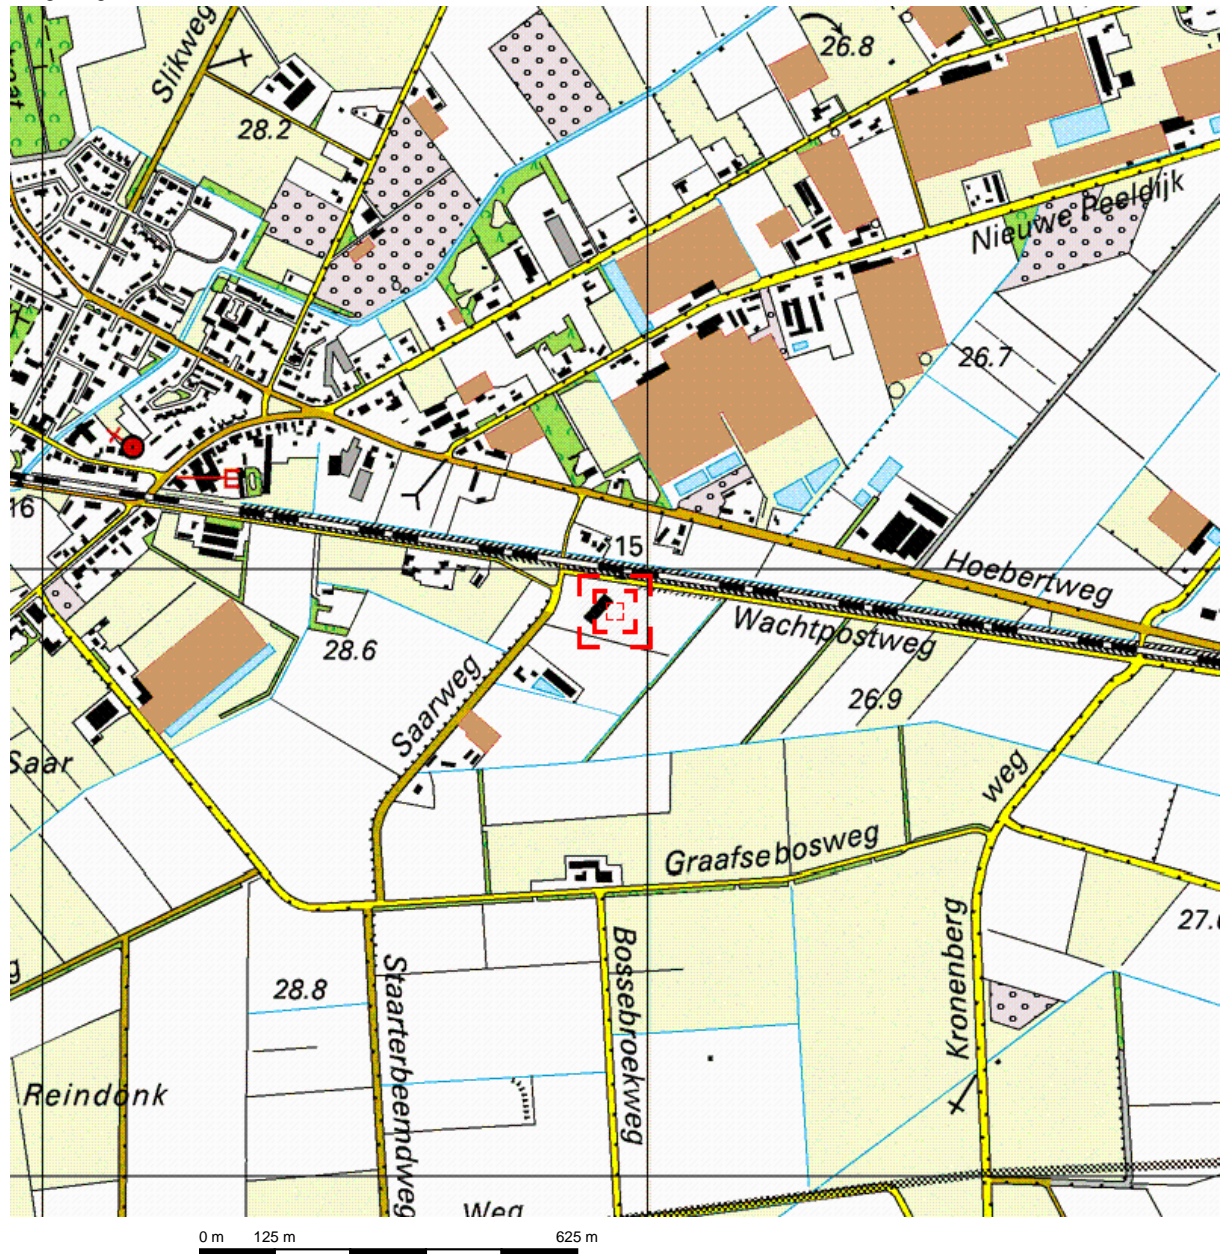 Slikweg
26.8
28.2
Nieuwe Peeldijk
26.7
16
15
Hoebertweg
Wachtpostweg
28.6
Saarweg
26.9
Saar
weg
Graafsebosweg
Kronenberg
Bossebroekweg
Staarterbeemdweg
28.8
Reindonk
Weg
0 m 125 m 625 m